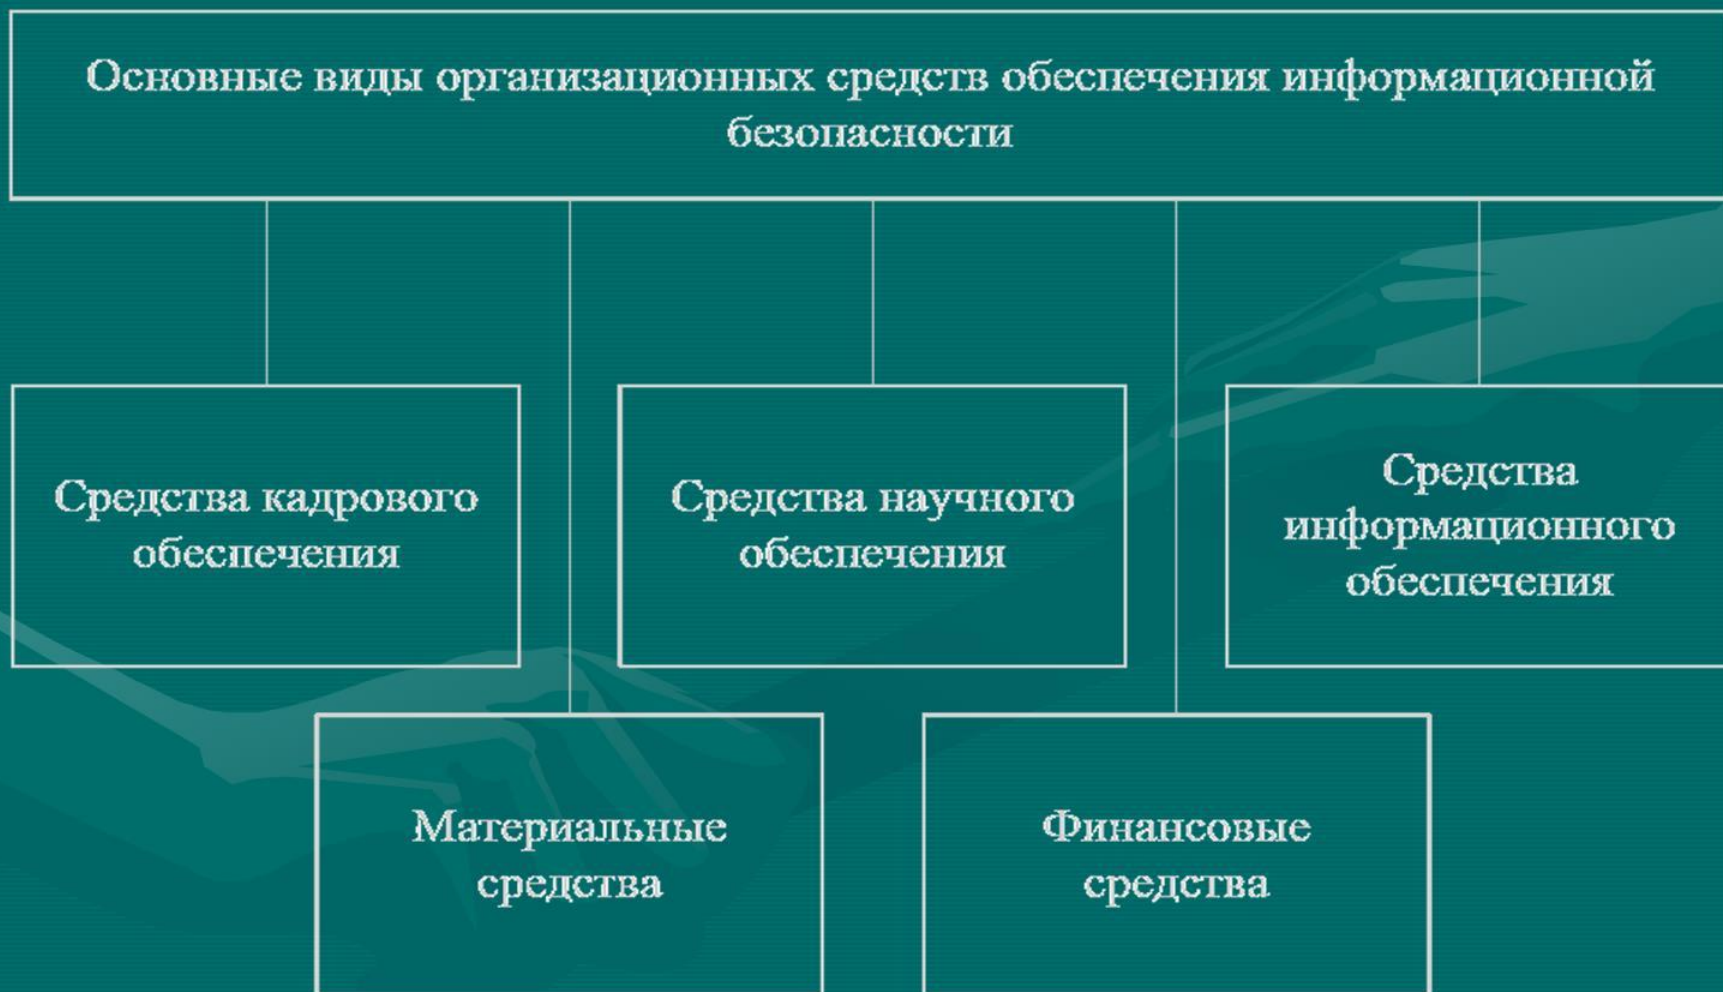 Основные виды организационных средств обеспечения информационной
безопасности
Средства кадрового
обеспечения
Средства научного
обеспечения
Средства
информационного
обеспечения
Материальные
средства
Финансовые
средства